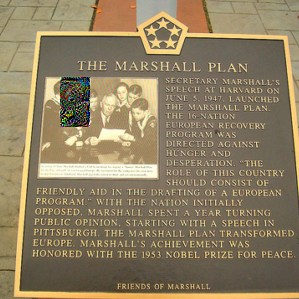 THE MARSHALL PLAN
SECRETARY MARSHALL'S
SPEECH AT HARVARD ON
JUNE 5, 1947, LAUNCHED
THE MARSHALL PLAN.
THE 16 NATION
EUROPEAN RECOVERY
PROGRAM WAS
DIRECTED AGAINST
HUNGER AND
DESPERATION. "THE
ROLE OF THIS COUNTRY
SHOULD CONSIST OF
FRIENDLY AID IN THE DRAFTING OF A EUROPEAN
PROGRAM." WITH THE NATION INITIALLY
OPPOSED, MARSHALL SPENT A YEAR TURNING
PUBLIC OPINION, STARTING WITH A SPEECH IN
PITTSBURGH. THE MARSHALL PLAN TRANSFORMED
EUROPE. MARSHALL'S ACHIEVEMENT WAS
HONORED WITH THE 1953 NOBEL PRIZE FOR PEACE.
FRIENDS OF MARSHALL